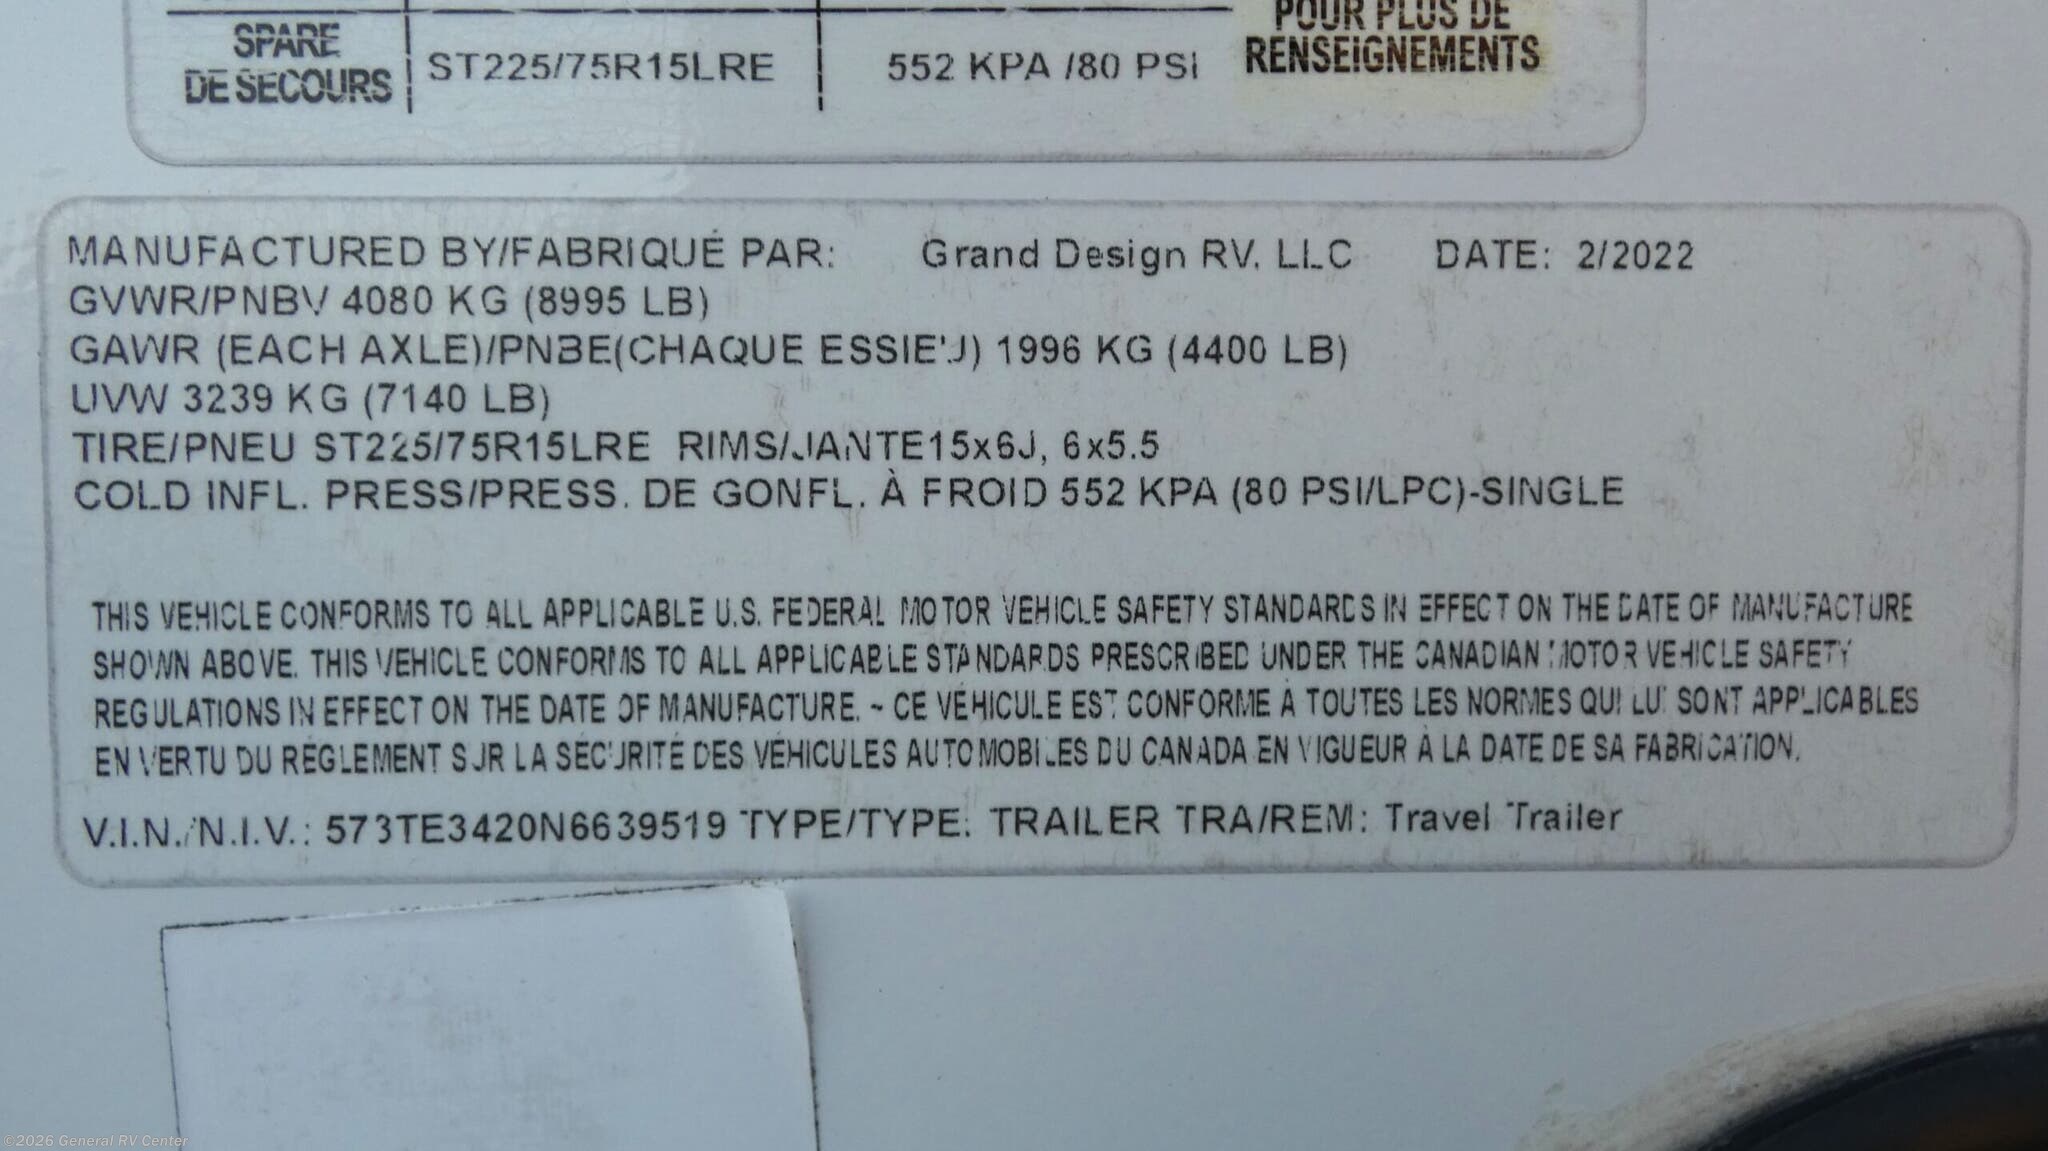 POUR PLUS DE
RENSEIGNEMENTS
SPARE
DE SECOURS
ST225/75R15LRE
552 KPA /80 PSI
MANUFACTURED BY/FABRIQUÉ PAR: Grand Design RV, LLC DATE: 2/2022
GVWR/PNBV 4080 KG (8995 LB)
GAWR (EACH AXLE)/PNBE(CHAQUE ESSIEU) 1996 KG (4400 LB)
UVW 3239 KG (7140 LB)
TIRE/PNEU ST225/75R15LRE RIMS/JANTE15x6J, 6x5.5
COLD INFL. PRESS/PRESS. DE GONFL. À FROID 552 KPA (80 PSI/LPC)-SINGLE
THIS VEHICLE CONFORMS TO ALL APPLICABLE U.S. FEDERAL MOTOR VEHICLE SAFETY STANDARDS IN EFFECT ON THE DATE OF MANUFACTURE
SHOWN ABOVE. THIS VEHICLE CONFORMS TO ALL APPLICABLE STANDARDS PRESCRIBED UNDER THE CANADIAN MOTOR VEHICLE SAFETY
REGULATIONS IN EFFECT ON THE DATE OF MANUFACTURE. ~ CE VÉHICULE EST CONFORME À TOUTES LES NORMES QUI LUI SONT APPLICABLES
EN VERTU DU RÉGLEMENT SUR LA SÉCURITÉ DES VÉHICULES AUTOMOBILES DU CANADA EN VIGUEUR À LA DATE DE SA FABRICATION.
V.I.N./N.I.V.: 573TE3420N6639519 TYPE/TYPE: TRAILER TRA/REM: Travel Trailer
©2026 General RV Center